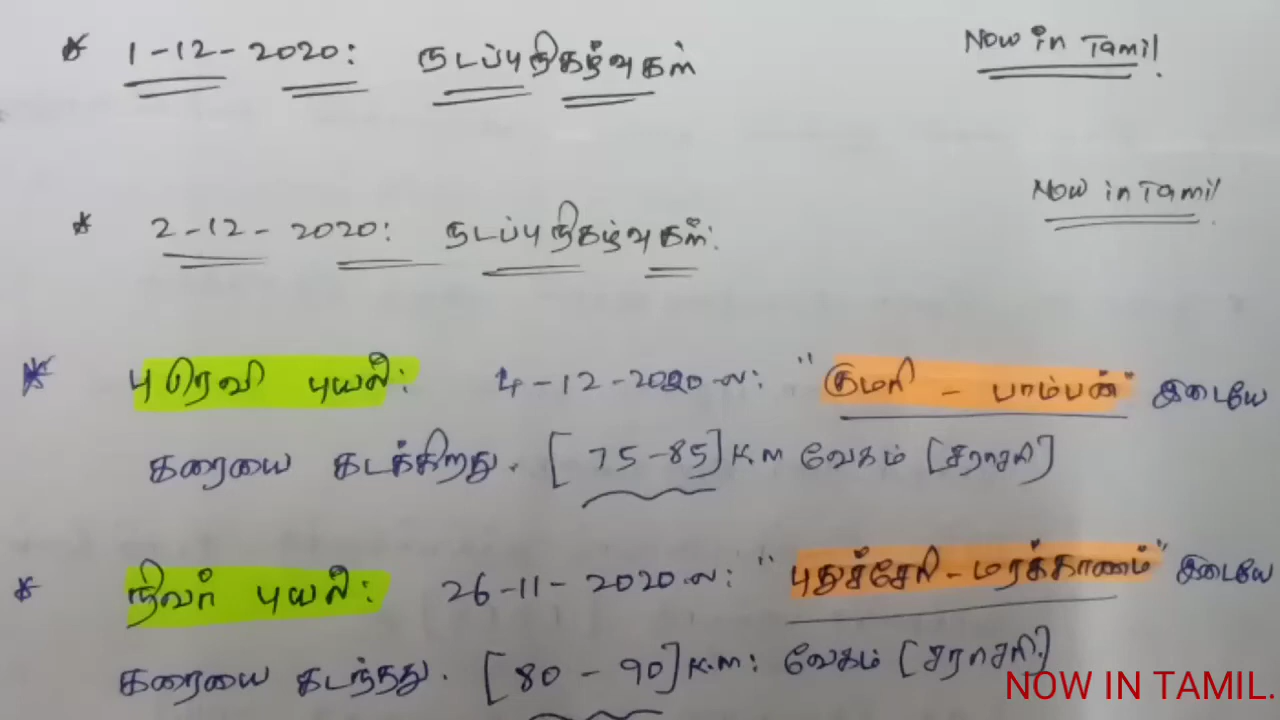 * 1-12-2020: நடப்புநிகழ்வுகள் Now in Tamil.
* 2-12-2020: நடப்புநிகழ்வுகள்: Now in Tamil.
* புரெவி புயல்: 4-12-2020-ல: "குமரி - பாம்பன்" இடையே
கரையை கடக்கிறது. [75-85]K.m வேகம் [சராசரி]
* நிவர் புயல்: 26-11-2020.ல: "புதுச்சேரி-மரக்காணம்" இடையே
கரையை கடந்தது. [80-90]K.m: வேகம் [சராசரி]
NOW IN TAMIL.